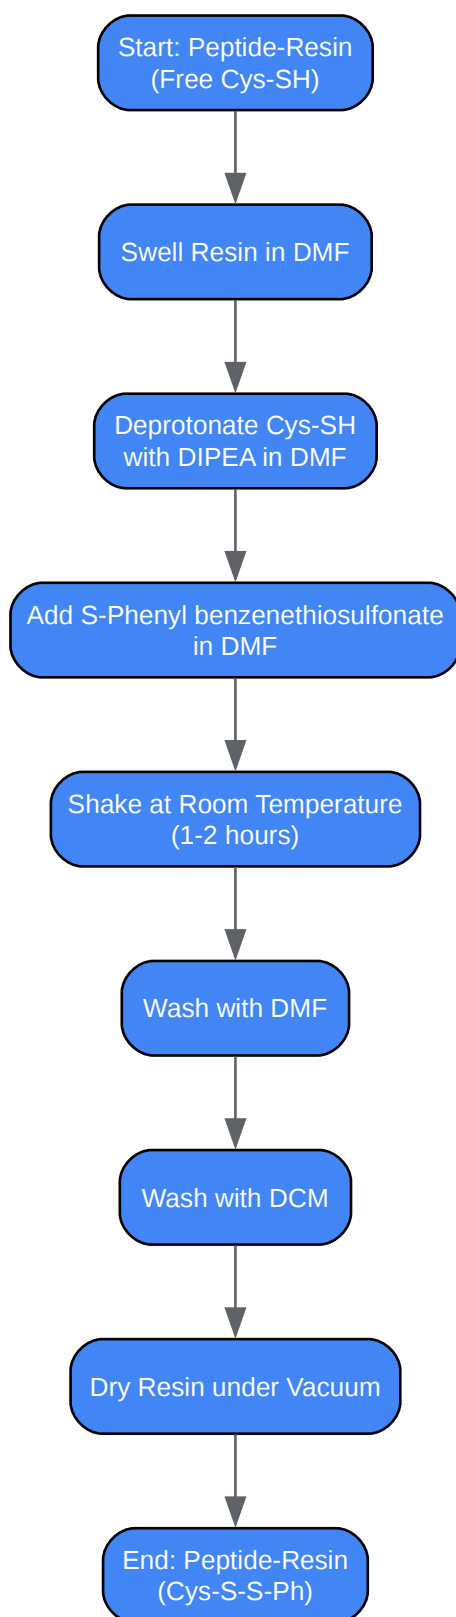 Start: Peptide-Resin
(Free Cys-SH)
Swell Resin in DMF
Deprotonate Cys-SH
with DIPEA in DMF
Add S-Phenyl benzenethiosulfonate
in DMF
Shake at Room Temperature
(1-2 hours)
Wash with DMF
Wash with DCM
Dry Resin under Vacuum
End: Peptide-Resin
(Cys-S-S-Ph)